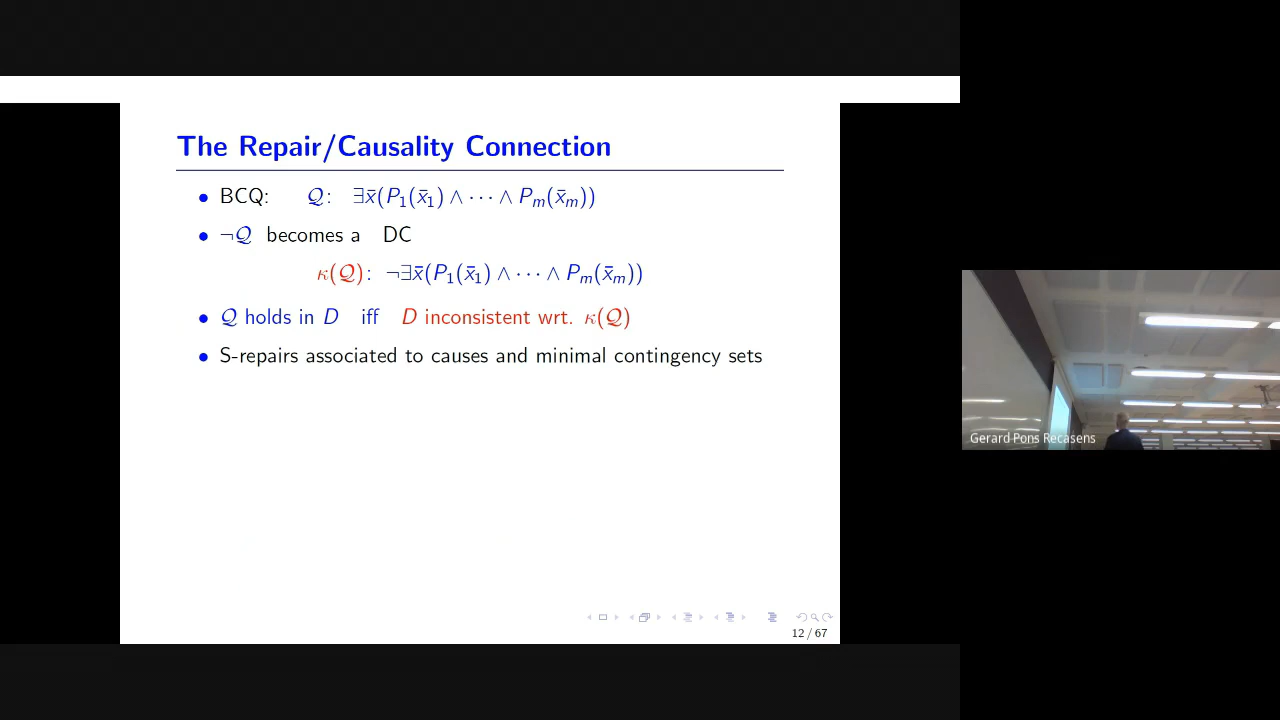 The Repair/Causality Connection
• BCQ: 𝒬: ∃x̄(P₁(x̄₁) ∧ ⋯ ∧ Pₘ(x̄ₘ))
• ¬𝒬 becomes a DC
κ(𝒬): ¬∃x̄(P₁(x̄₁) ∧ ⋯ ∧ Pₘ(x̄ₘ))
• 𝒬 holds in D iff D inconsistent wrt. κ(𝒬)
• S-repairs associated to causes and minimal contingency sets
Gerard Pons Recasens
12 / 67